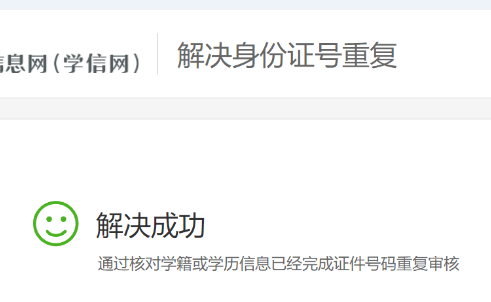 息网(学信网)
解决身份证号重复
解决成功
通过核对学籍或学历信息已经完成证件号码重复审核